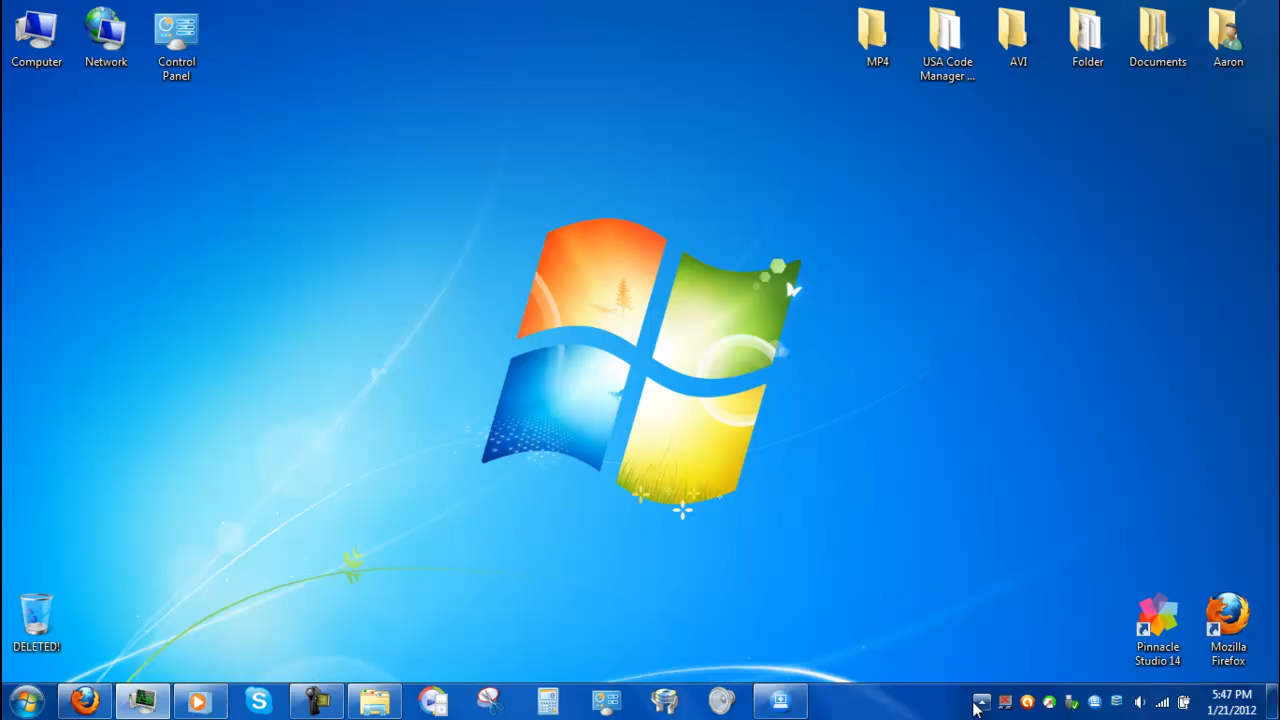 Computer
Network
Control
Panel
MP4
USA Code
Manager ...
AVI
Folder
Documents
Aaron
DELETED!
Pinnacle
Studio 14
Mozilla
Firefox
5:47 PM
1/21/2012